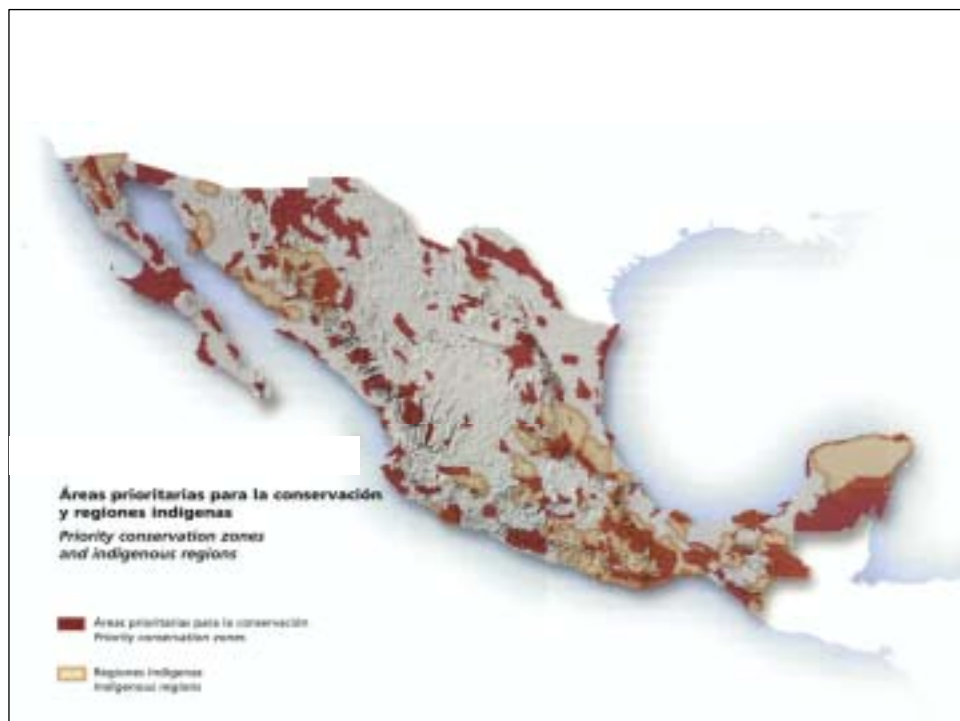 Áreas prioritarias para la conservación
y regiones indígenas
Priority conservation zones
and indigenous regions
Áreas prioritarias para la conservación
Priority conservation zones
Regiones indígenas
Indigenous regions